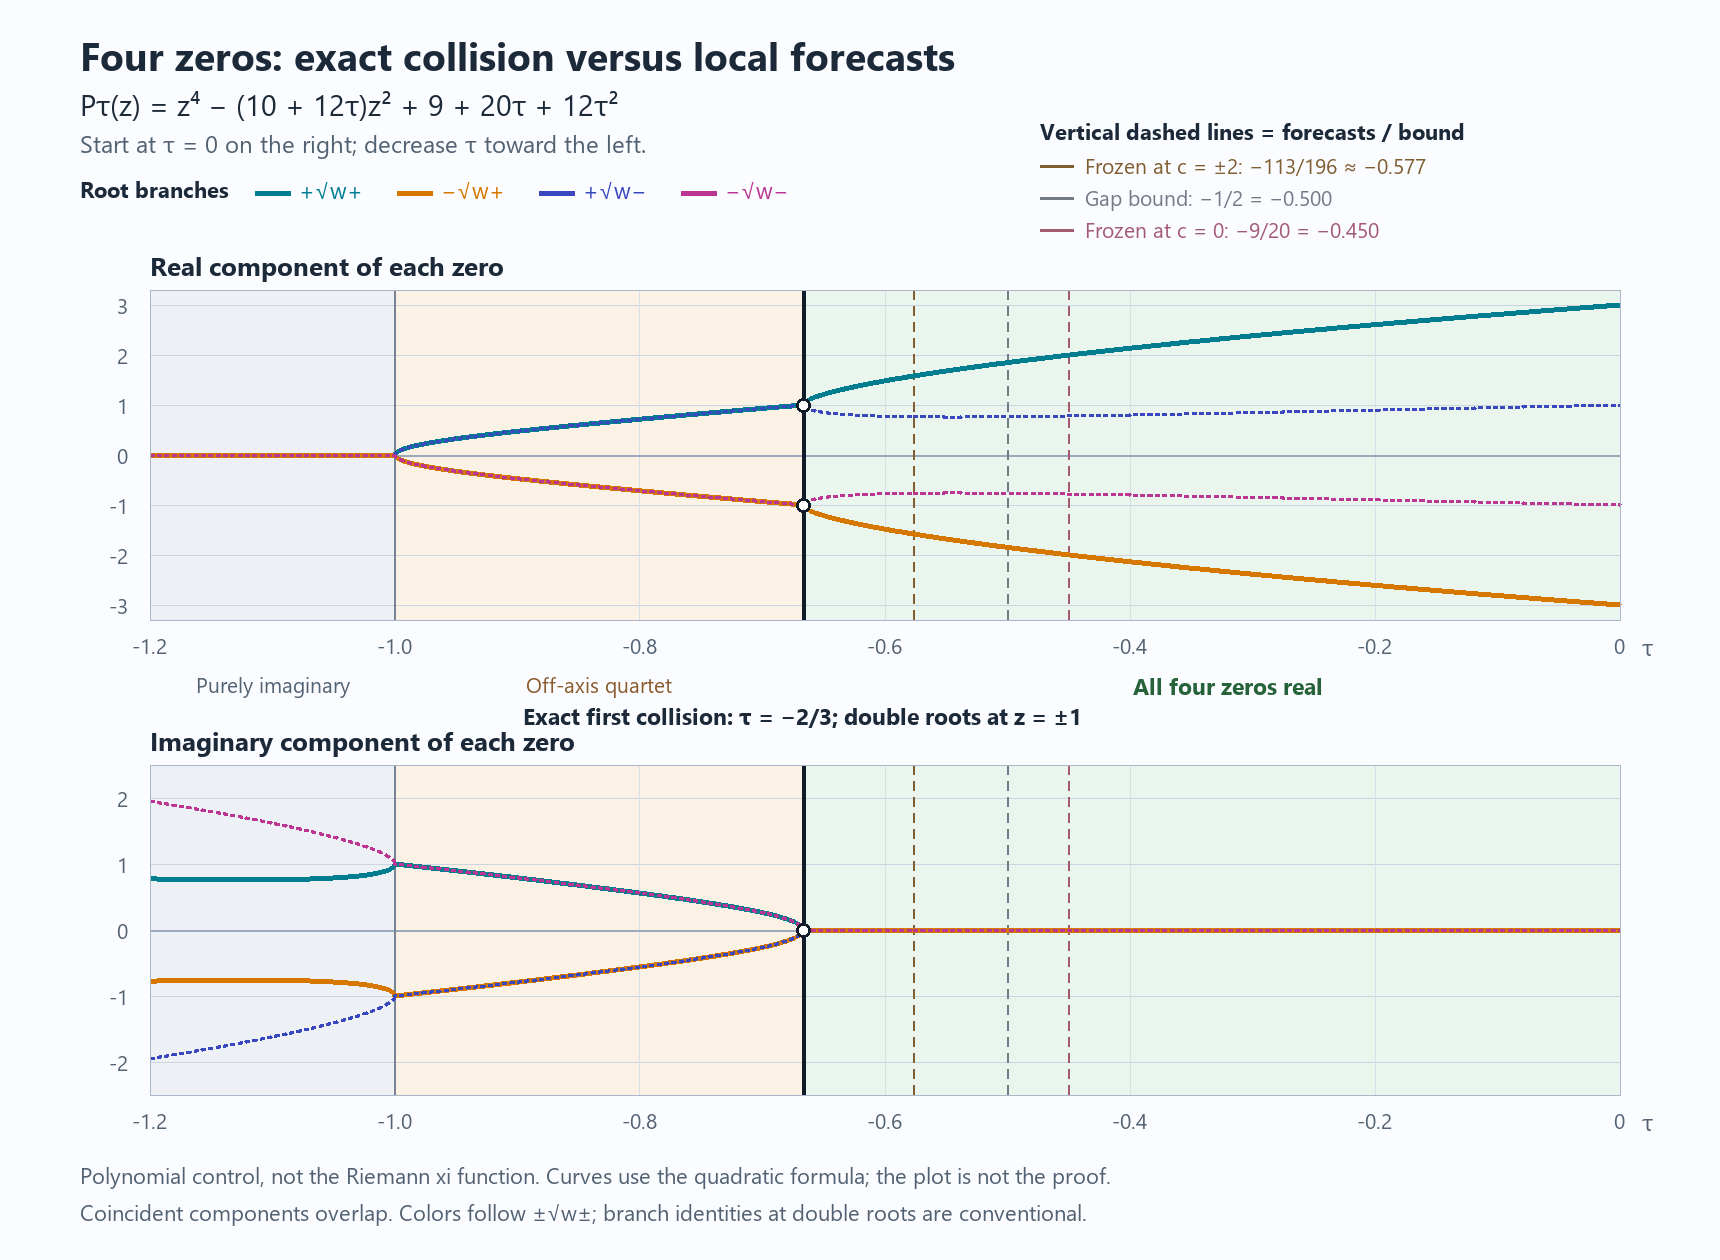 Four zeros: exact collision versus local forecasts
Pτ(z) = z⁴ − (10 + 12τ)z² + 9 + 20τ + 12τ²
Start at τ = 0 on the right; decrease τ toward the left.
Root branches
+√w+
−√w+
+√w−
−√w−
Vertical dashed lines = forecasts / bound
Frozen at c = ±2: −113/196 ≈ −0.577
Gap bound: −1/2 = −0.500
Frozen at c = 0: −9/20 = −0.450
Real component of each zero
3
2
1
0
-1
-2
-3
-1.2 -1.0 -0.8 -0.6 -0.4 -0.2 0 τ
Purely imaginary
Off-axis quartet
All four zeros real
Exact first collision: τ = −2/3; double roots at z = ±1
Imaginary component of each zero
2
1
0
-1
-2
-1.2 -1.0 -0.8 -0.6 -0.4 -0.2 0 τ
Polynomial control, not the Riemann xi function. Curves use the quadratic formula; the plot is not the proof.
Coincident components overlap. Colors follow ±√w±; branch identities at double roots are conventional.